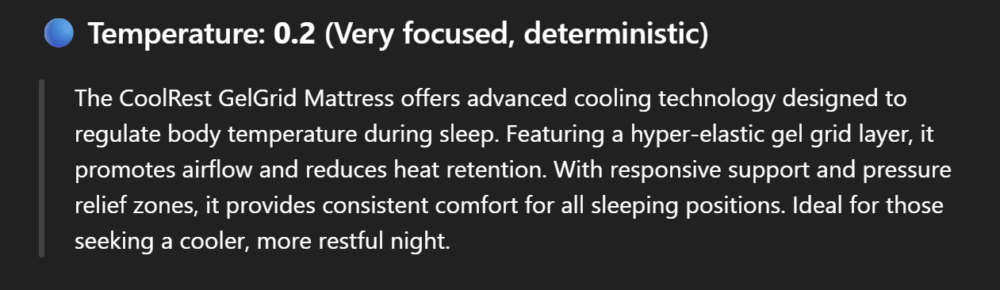 Temperature: 0.2 (Very focused, deterministic)
The CoolRest GelGrid Mattress offers advanced cooling technology designed to
regulate body temperature during sleep. Featuring a hyper-elastic gel grid layer, it
promotes airflow and reduces heat retention. With responsive support and pressure
relief zones, it provides consistent comfort for all sleeping positions. Ideal for those
seeking a cooler, more restful night.